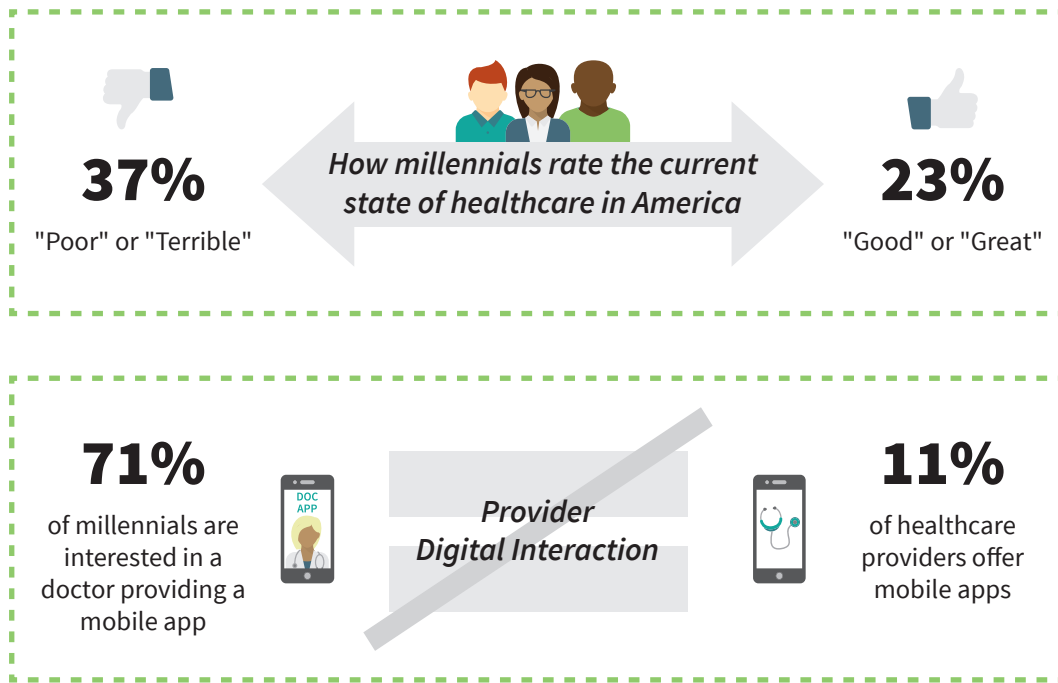 37%
"Poor" or "Terrible"
How millennials rate the current
state of healthcare in America
23%
"Good" or "Great"
71%
of millennials are
interested in a
doctor providing a
mobile app
DOC
APP
Provider
Digital Interaction
11%
of healthcare
providers offer
mobile apps